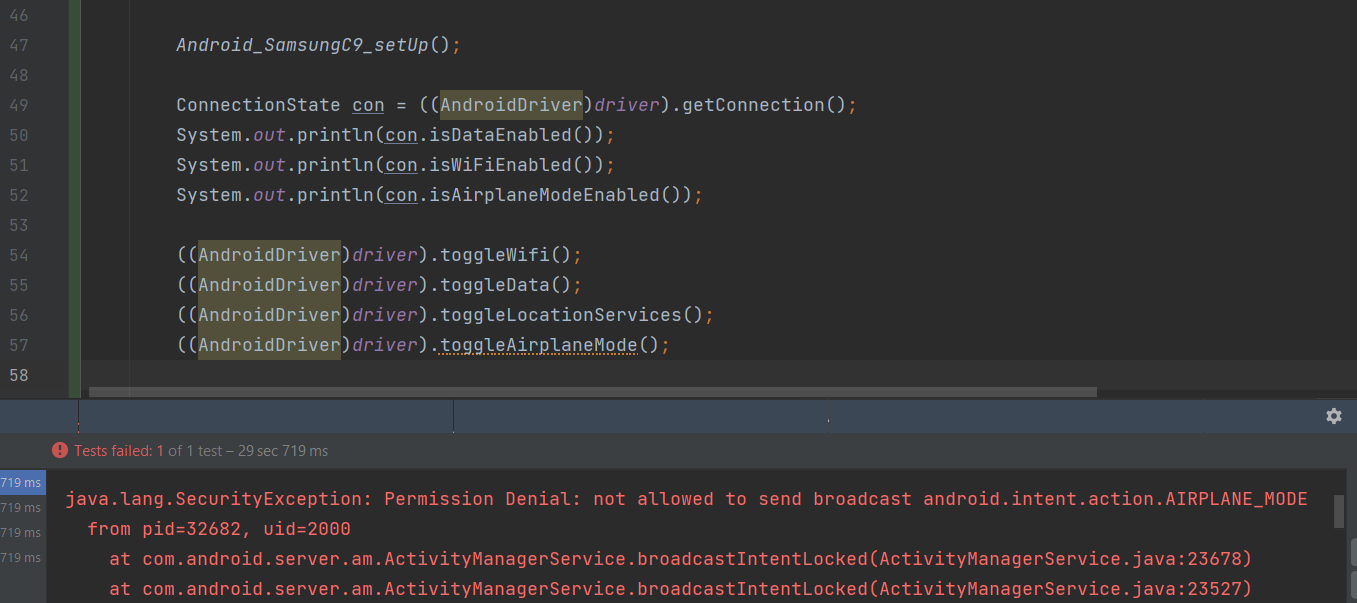 46
47 Android_SamsungC9_setUp();
48
49 ConnectionState con = ((AndroidDriver)driver).getConnection();
50 System.out.println(con.isDataEnabled());
51 System.out.println(con.isWiFiEnabled());
52 System.out.println(con.isAirplaneModeEnabled());
53
54 ((AndroidDriver)driver).toggleWifi();
55 ((AndroidDriver)driver).toggleData();
56 ((AndroidDriver)driver).toggleLocationServices();
57 ((AndroidDriver)driver).toggleAirplaneMode();
58
Tests failed: 1 of 1 test – 29 sec 719 ms
719 ms
java.lang.SecurityException: Permission Denial: not allowed to send broadcast android.intent.action.AIRPLANE_MODE
719 ms
from pid=32682, uid=2000
719 ms
at com.android.server.am.ActivityManagerService.broadcastIntentLocked(ActivityManagerService.java:23678)
719 ms
at com.android.server.am.ActivityManagerService.broadcastIntentLocked(ActivityManagerService.java:23527)